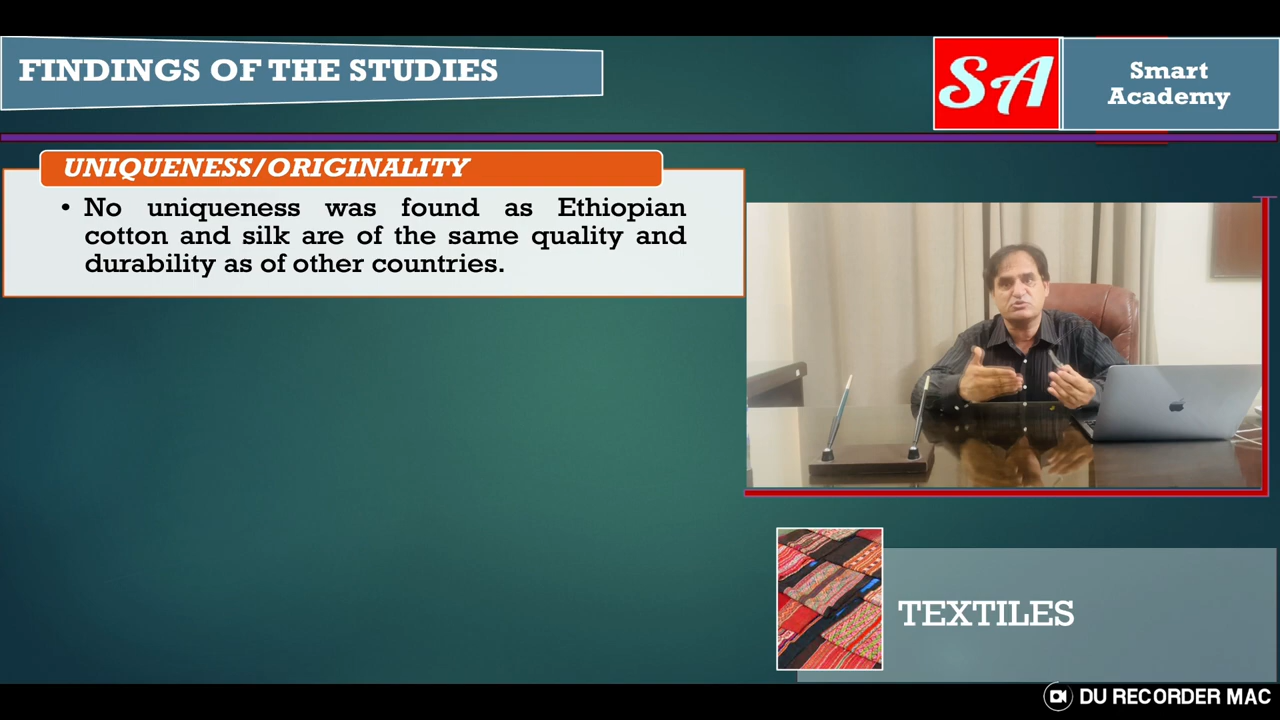 FINDINGS OF THE STUDIES
SA
Smart
Academy
UNIQUENESS/ORIGINALITY
• No uniqueness was found as Ethiopian
cotton and silk are of the same quality and
durability as of other countries.
TEXTILES
DU RECORDER MAC